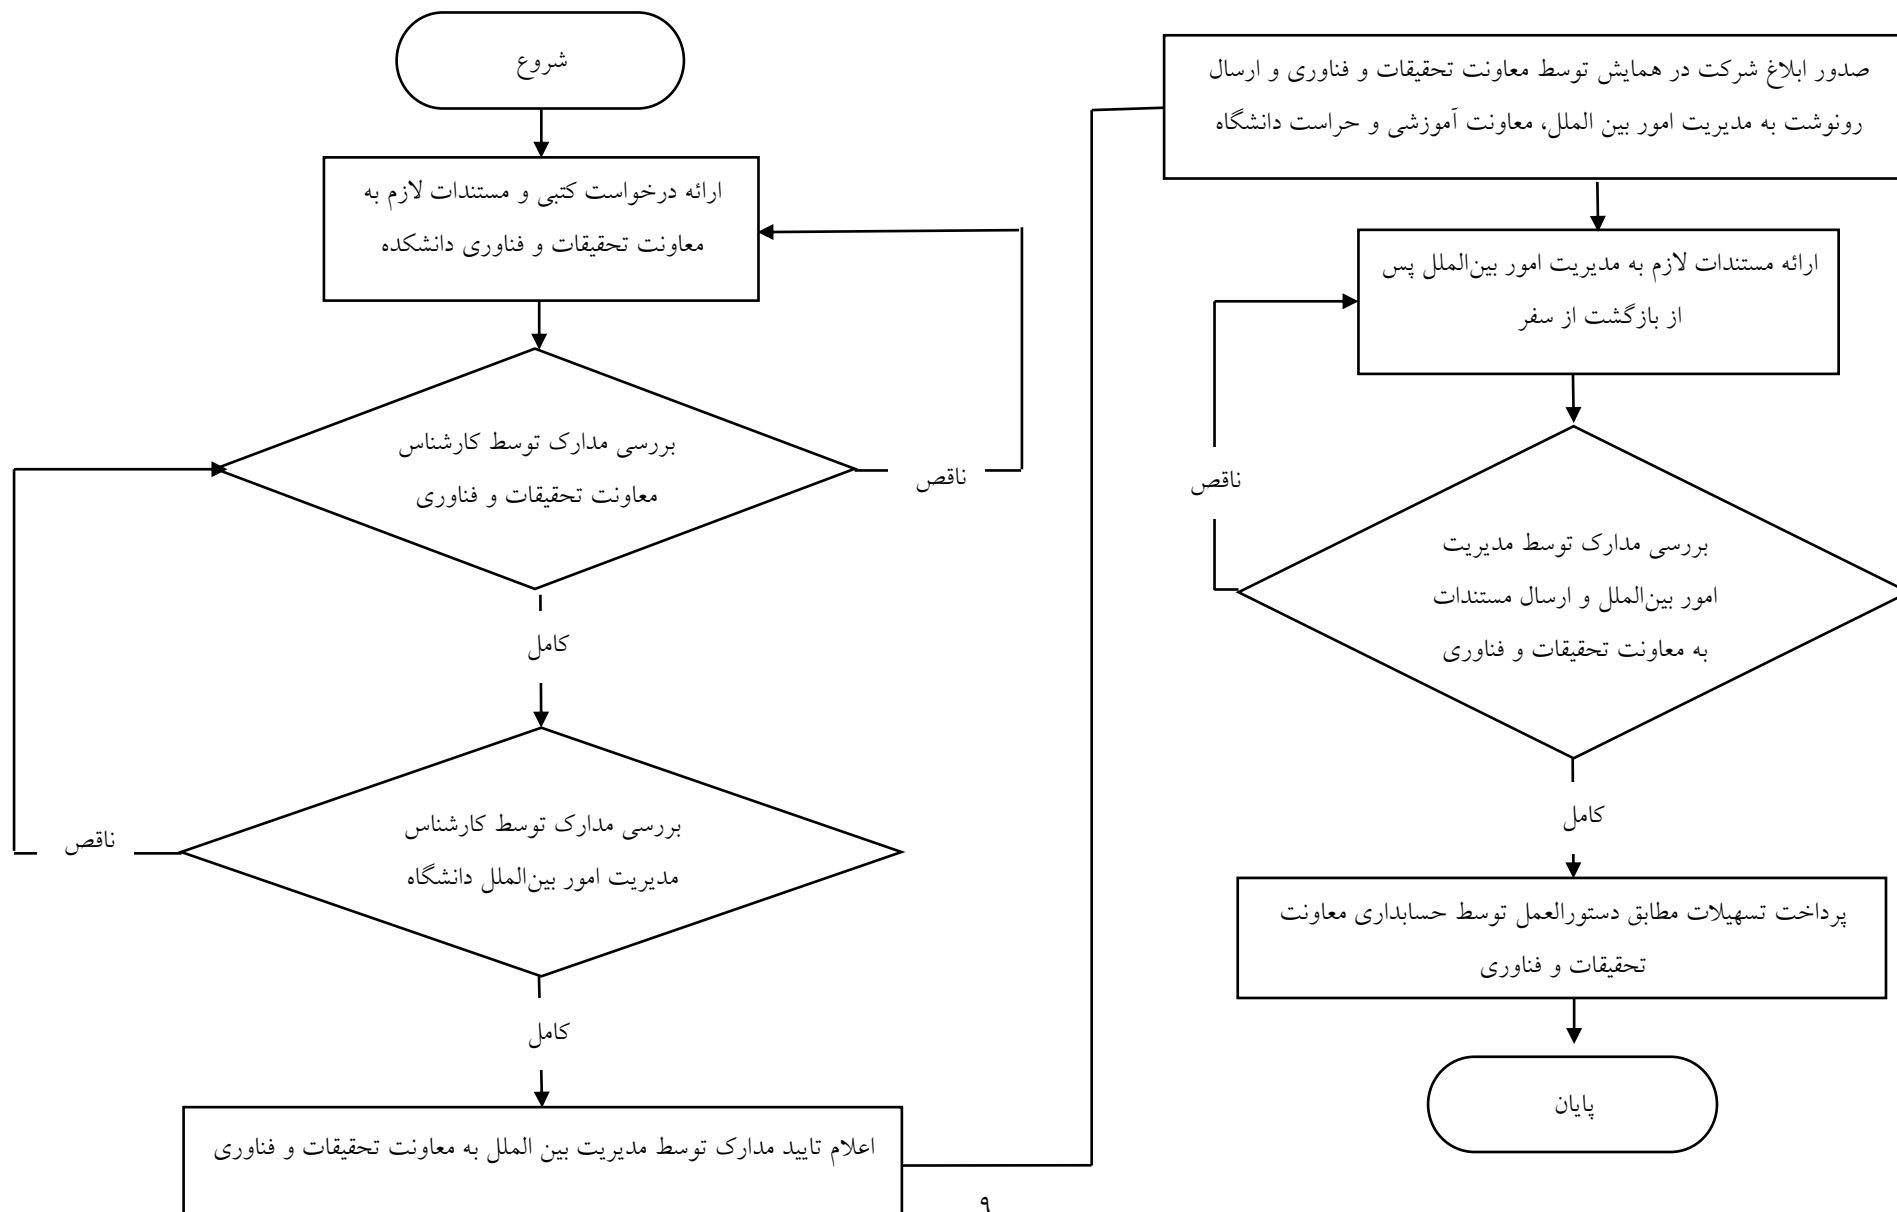 شروع
ارائه درخواست کتبی و مستندات لازم به
معاونت تحقیقات و فناوری دانشکده
بررسی مدارک توسط کارشناس
معاونت تحقیقات و فناوری
ناقص
کامل
بررسی مدارک توسط کارشناس
مدیریت امور بین‌الملل دانشگاه
ناقص
کامل
اعلام تایید مدارک توسط مدیریت بین الملل به معاونت تحقیقات و فناوری
صدور ابلاغ شرکت در همایش توسط معاونت تحقیقات و فناوری و ارسال
رونوشت به مدیریت امور بین الملل، معاونت آموزشی و حراست دانشگاه
ارائه مستندات لازم به مدیریت امور بین‌الملل پس
از بازگشت از سفر
ناقص
بررسی مدارک توسط مدیریت
امور بین‌الملل و ارسال مستندات
به معاونت تحقیقات و فناوری
کامل
پرداخت تسهیلات مطابق دستورالعمل توسط حسابداری معاونت
تحقیقات و فناوری
پایان
۹